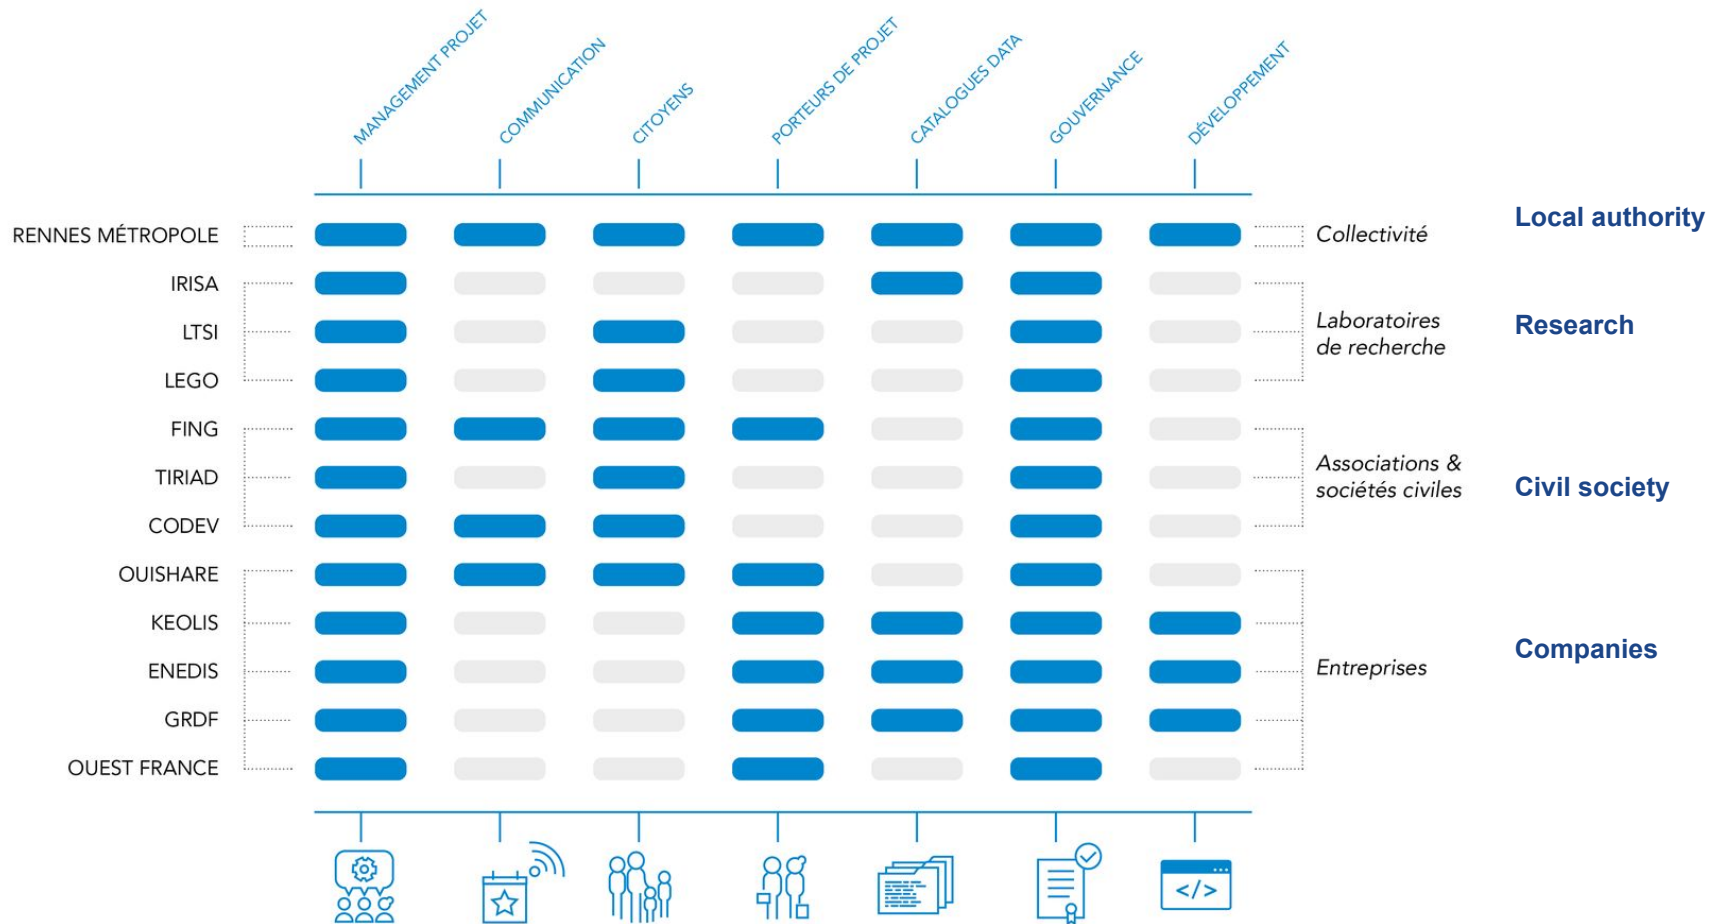 MANAGEMENT PROJET
COMMUNICATION
CITOYENS
PORTEURS DE PROJET
CATALOGUES DATA
GOUVERNANCE
DÉVELOPPEMENT
RENNES MÉTROPOLE
Collectivité
Local authority
IRISA
LTSI
LEGO
Laboratoires
de recherche
Research
FING
TIRIAD
CODEV
Associations &
sociétés civiles
Civil society
OUISHARE
KEOLIS
ENEDIS
GRDF
OUEST FRANCE
Entreprises
Companies
</>